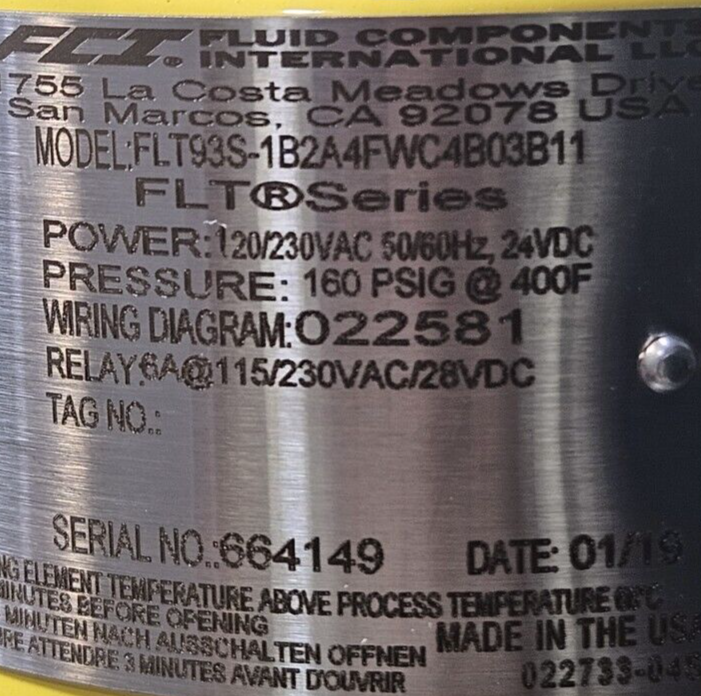 FCI® FLUID COMPONENTS
INTERNATIONAL LLC
1755 La Costa Meadows Drive
San Marcos, CA 92078 USA
MODEL:FLT93S-1B2A4FWC4B03B11
FLT®Series
POWER:120/230VAC 50/60Hz, 24VDC
PRESSURE: 160 PSIG @ 400F
WIRING DIAGRAM:022581
RELAY:6A@115/230VAC/28VDC
TAG NO.:
SERIAL NO.:664149 DATE: 01/19
ELEMENT TEMPERATURE ABOVE PROCESS TEMPERATURE
MINUTES BEFORE OPENING
MINUTEN NACH AUSSCHALTEN OFFNEN MADE IN THE USA
ATTENDRE 3 MINUTES AVANT D'OUVRIR 022733-04